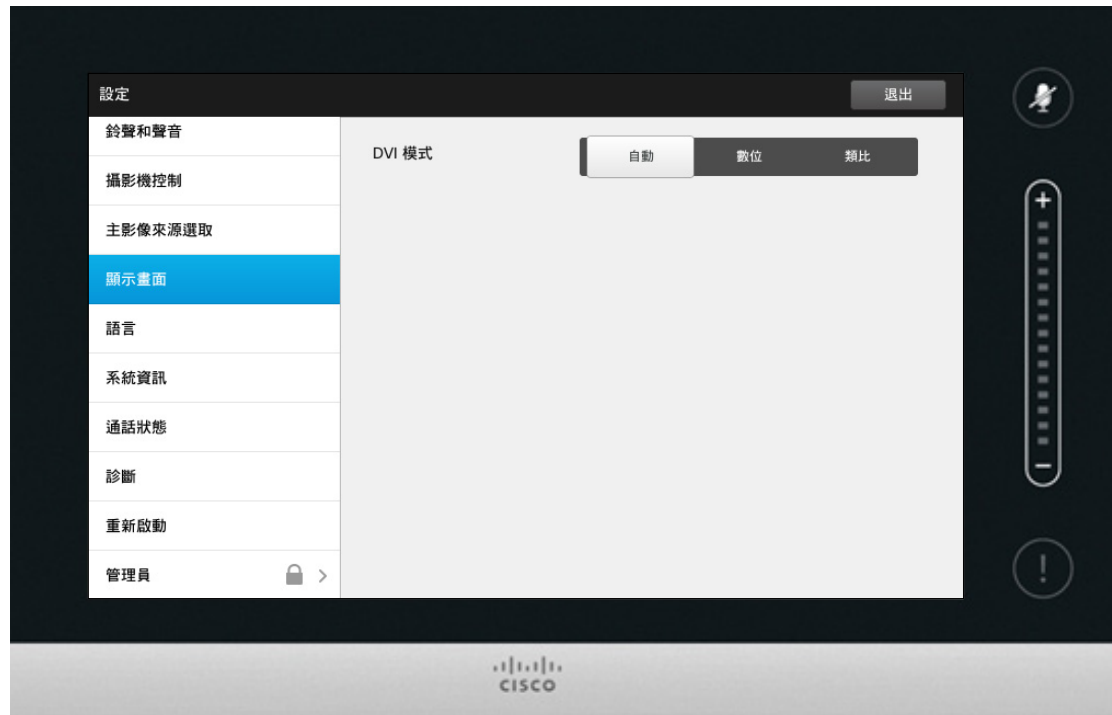 設定
退出
鈴聲和聲音
攝影機控制
主影像來源選取
顯示畫面
語言
系統資訊
通話狀態
診斷
重新啟動
管理員
DVI 模式
自動
數位
類比
CISCO